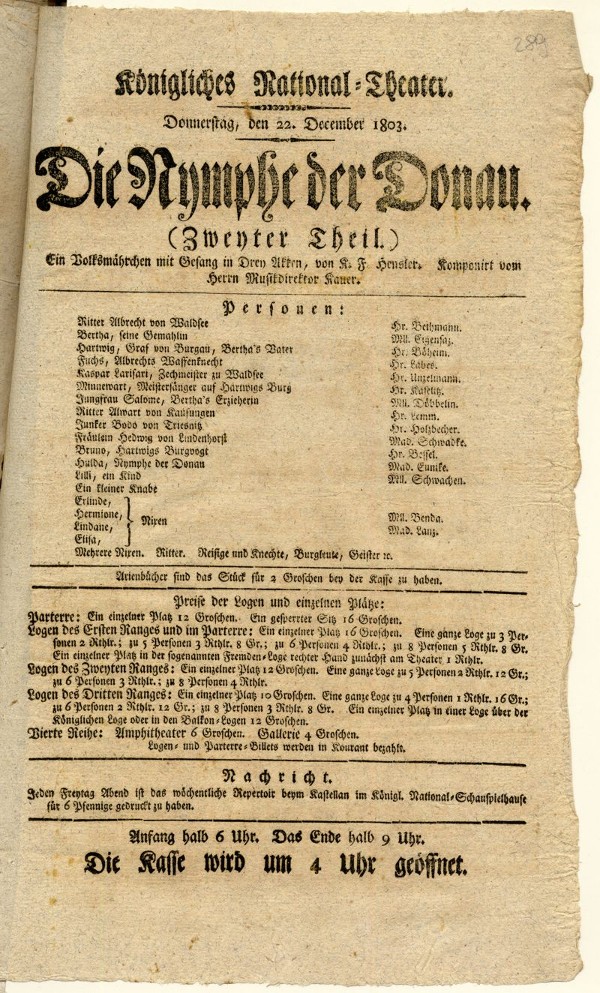 289
Königliches National-Theater.
Donnerstag, den 22. December 1803.
Die Nymphe der Donau.
(Zweyter Theil.)
Ein Volksmährchen mit Gesang in Drey Akten, von K. F. Hensler. Komponirt vom
Herrn Musikdirektor Kauer.
Personen:
Ritter Albrecht von Waldsee Hr. Bethmann.
Bertha, seine Gemahlin Mll. Eigensaz.
Hartwig, Graf von Burgau, Bertha's Vater Hr. Böheim.
Fuchs, Albrechts Waffenknecht Hr. Labes.
Kaspar Larifari, Zechmeister zu Waldsee Hr. Unzelmann.
Minnewart, Meistersänger auf Hartwigs Burg Hr. Kaselitz.
Jungfrau Salome, Bertha's Erzieherin Mll. Döbbelin.
Ritter Alwart von Kaufungen Hr. Lemm.
Junker Bodo von Triesnitz Hr. Holzbecher.
Fräulein Hedwig von Lindenhorst Mad. Schwadke.
Bruno, Hartwigs Burgvogt Hr. Bessel.
Hulda, Nymphe der Donau Mad. Eunike.
Lilli, ein Kind Mll. Schwachen.
Ein kleiner Knabe
Erlinde,
Hermione, Mll. Benda.
Nixen
Lindane, Mad. Lanz.
Elisa,
Mehrere Nixen. Ritter. Reisige und Knechte, Burgleute, Geister ꝛc.
Arienbücher sind das Stück für 2 Groschen bey der Kasse zu haben.
Preise der Logen und einzelnen Plätze:
Parterre: Ein einzelner Platz 12 Groschen. Ein gesperrter Sitz 16 Groschen.
Logen des Ersten Ranges und im Parterre: Ein einzelner Platz 16 Groschen. Eine ganze Loge zu 3 Per-
sonen 2 Rthlr.; zu 5 Personen 3 Rthlr. 8 Gr.; zu 6 Personen 4 Rthlr.; zu 8 Personen 5 Rthlr. 8 Gr.
Ein einzelner Platz in der sogenannten Fremden-Loge rechter Hand zunächst am Theater 1 Rthlr.
Logen des Zweyten Ranges: Ein einzelner Platz 12 Groschen. Eine ganze Loge zu 5 Personen 2 Rthlr. 12 Gr.;
zu 6 Personen 3 Rthlr.; zu 8 Personen 4 Rthlr.
Logen des Dritten Ranges: Ein einzelner Platz 10 Groschen. Eine ganze Loge zu 4 Personen 1 Rthlr. 16 Gr.;
zu 6 Personen 2 Rthlr. 12 Gr.; zu 8 Personen 3 Rthlr. 8 Gr. Ein einzelner Platz in einer Loge über der
Königlichen Loge oder in den Balkon-Logen 12 Groschen.
Vierte Reihe: Amphitheater 6 Groschen. Gallerie 4 Groschen.
Logen- und Parterre-Billets werden in Kourant bezahlt.
Nachricht.
Jeden Freytag Abend ist das wöchentliche Repertoir beym Kastellan im Königl. National-Schauspielhause
für 6 Pfennige gedruckt zu haben.
Anfang halb 6 Uhr. Das Ende halb 9 Uhr.
Die Kasse wird um 4 Uhr geöffnet.